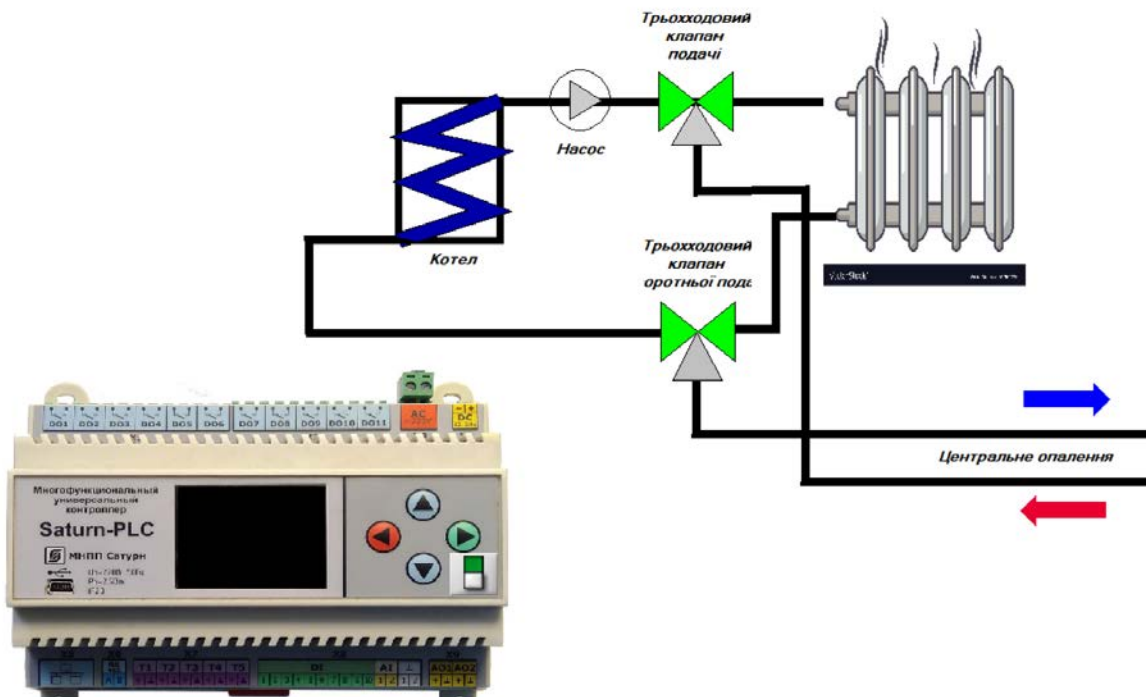 Трьохходовий
клапан
подачі
Насос
Котел
Трьохходовий
клапан
оротньої пода
Центральне опалення
DO1 DO2 DO3 DO4 DO5 DO6 DO7 DO8 DO9 DO10 DO11 AC DC
Многофункциональный
универсальный
контроллер
Saturn-PLC
МНПП Сатурн
X7
T1 T2 T3 T4 T5 DI AI AO1 AO2